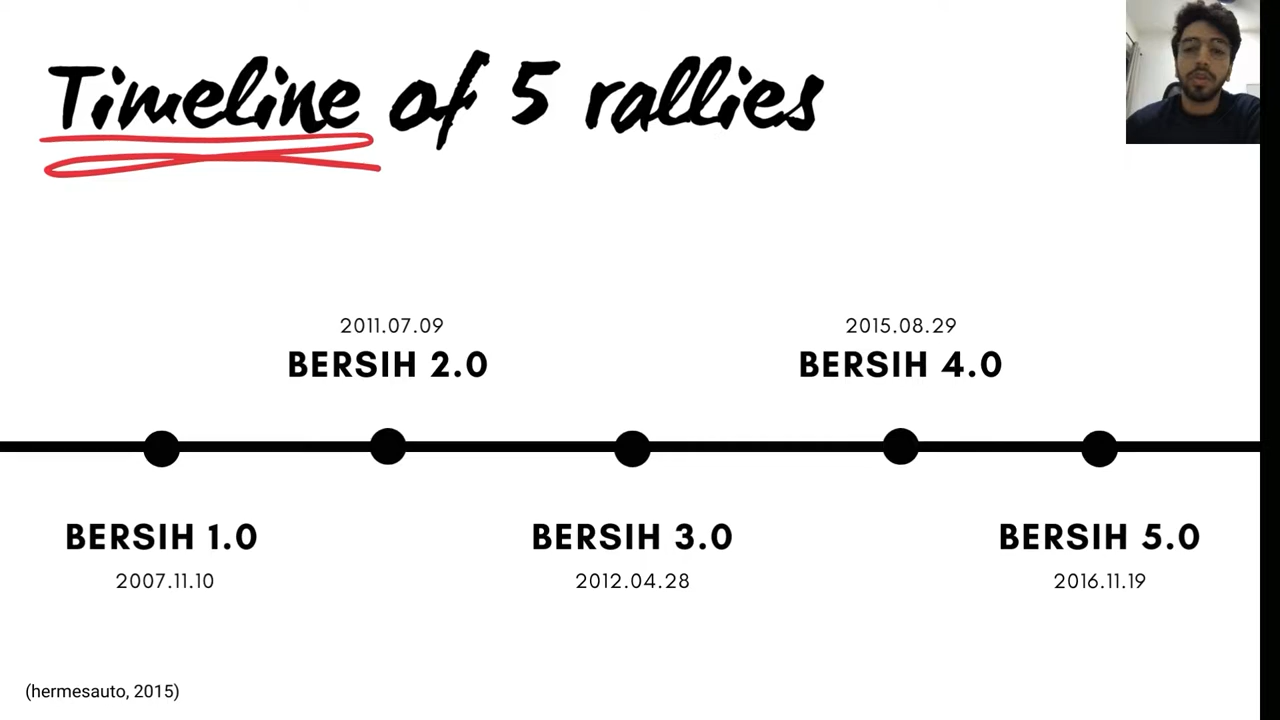 Timeline of 5 rallies
2011.07.09
BERSIH 2.0
2015.08.29
BERSIH 4.0
BERSIH 1.0
2007.11.10
BERSIH 3.0
2012.04.28
BERSIH 5.0
2016.11.19
(hermesauto, 2015)